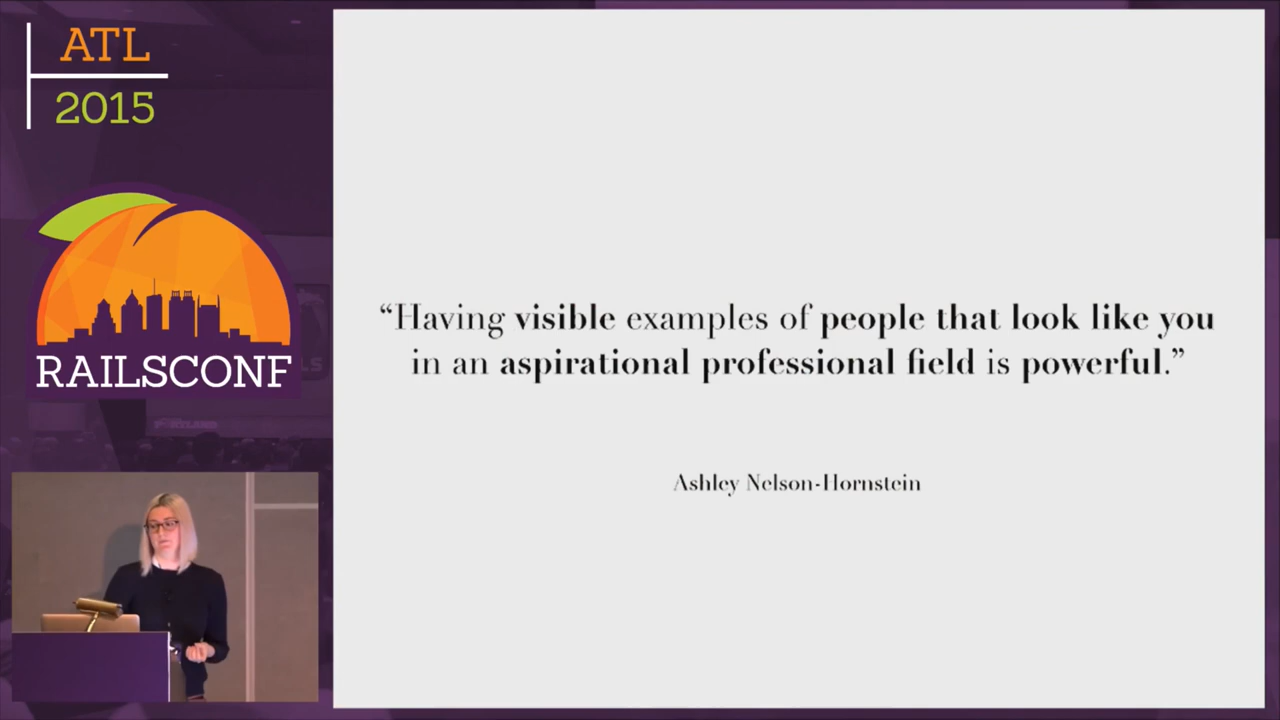 ATL
2015
RAILSCONF
“Having visible examples of people that look like you
in an aspirational professional field is powerful.”
Ashley Nelson-Hornstein